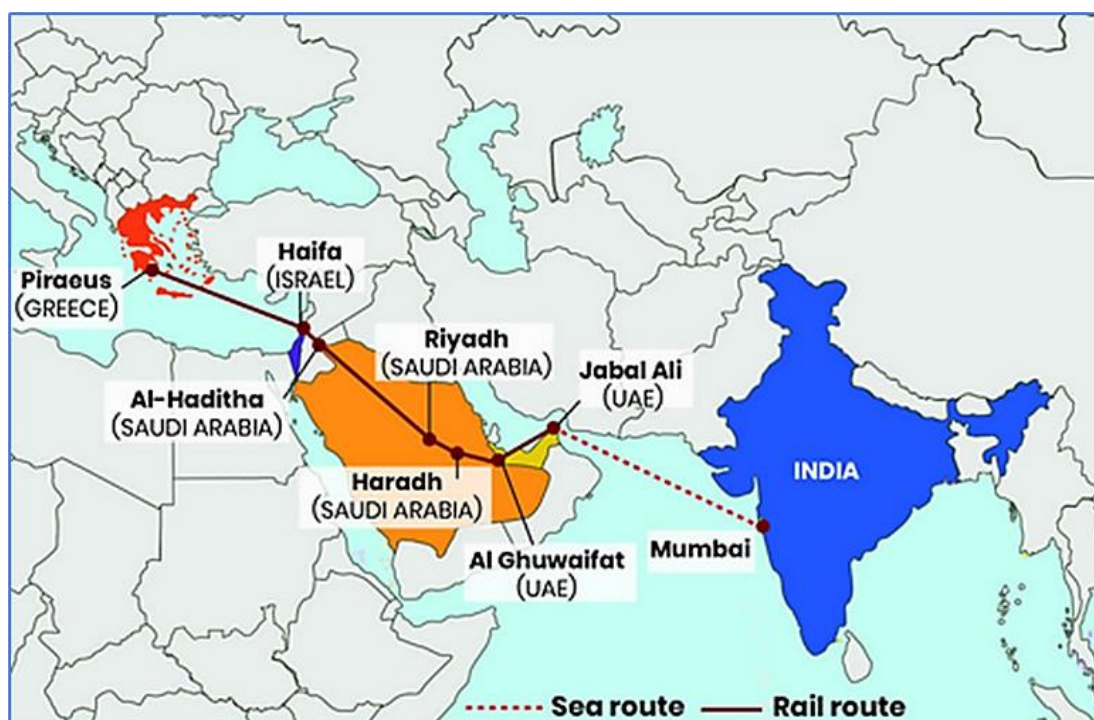 Haifa
(ISRAEL)
Piraeus
(GREECE)
Riyadh
(SAUDI ARABIA)
Jabal Ali
(UAE)
Al-Haditha
(SAUDI ARABIA)
INDIA
Haradh
(SAUDI ARABIA)
Mumbai
Al Ghuwaifat
(UAE)
Sea route
Rail route